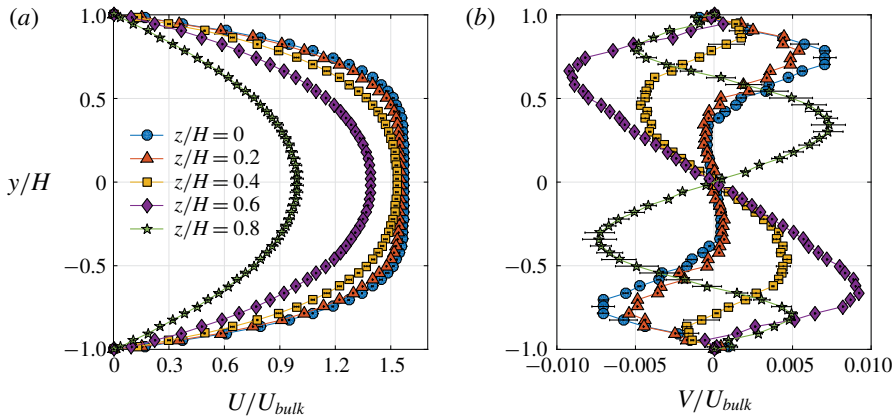 (a)
(b)
1.0
0.5
y/H
0
−0.5
−1.0
z/H = 0
z/H = 0.2
z/H = 0.4
z/H = 0.6
z/H = 0.8
0 0.3 0.6 0.9 1.2 1.5
U/U_bulk
1.0
0.5
0
−0.5
−1.0
−0.010 −0.005 0 0.005 0.010
V/U_bulk